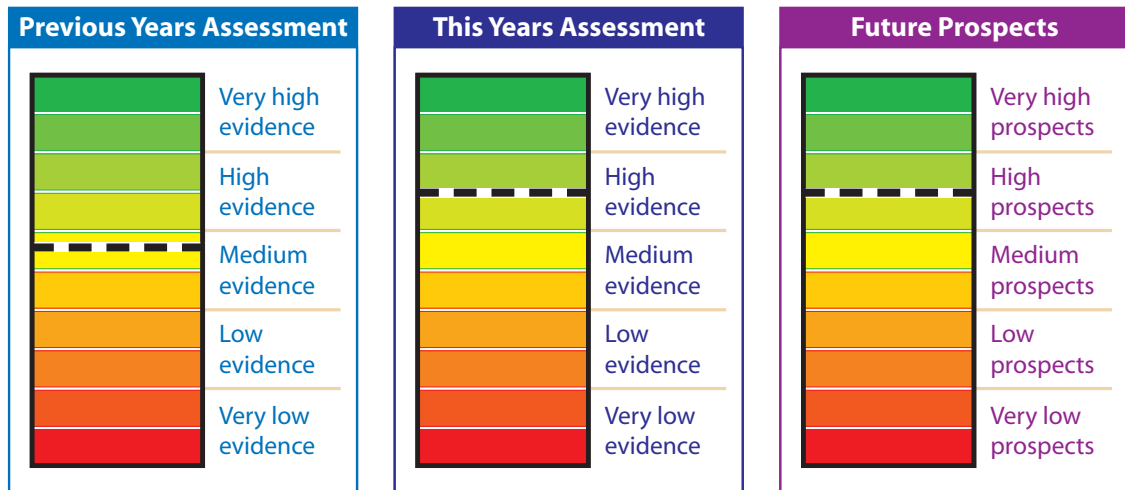 Previous Years Assessment
Very high
evidence
High
evidence
Medium
evidence
Low
evidence
Very low
evidence
This Years Assessment
Very high
evidence
High
evidence
Medium
evidence
Low
evidence
Very low
evidence
Future Prospects
Very high
prospects
High
prospects
Medium
prospects
Low
prospects
Very low
prospects